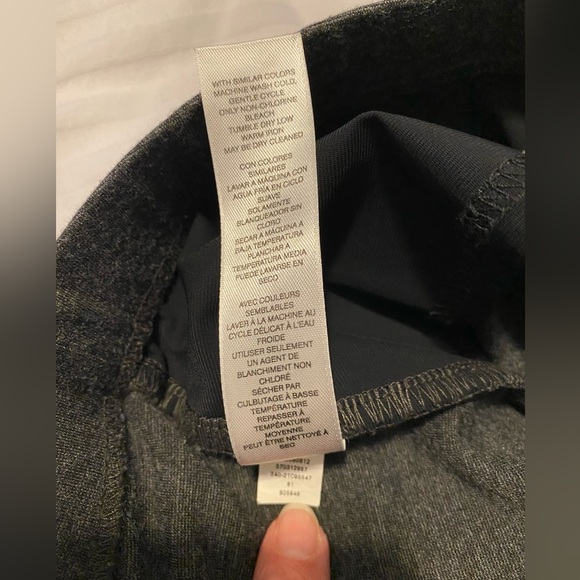 WITH SIMILAR COLORS
MACHINE WASH COLD,
GENTLE CYCLE
ONLY NON-CHLORINE
BLEACH
TUMBLE DRY LOW
WARM IRON
MAY BE DRY CLEANED
CON COLORES
SIMILARES
LAVAR A MÁQUINA CON
AGUA FRÍA EN CICLO
SUAVE
SOLAMENTE
BLANQUEADOR SIN
CLORO
SECAR A MÁQUINA A
BAJA TEMPERATURA
PLANCHAR A
TEMPERATURA MEDIA
PUEDE LAVARSE EN
SECO
AVEC COULEURS
SEMBLABLES
LAVER À LA MACHINE AU
CYCLE DÉLICAT À L'EAU
FROIDE
UTILISER SEULEMENT
UN AGENT DE
BLANCHIMENT NON
CHLORÉ
SÉCHER PAR
CULBUTAGE À BASSE
TEMPÉRATURE
REPASSER À
TEMPÉRATURE
MOYENNE
PEUT ÊTRE NETTOYÉ À
SEC